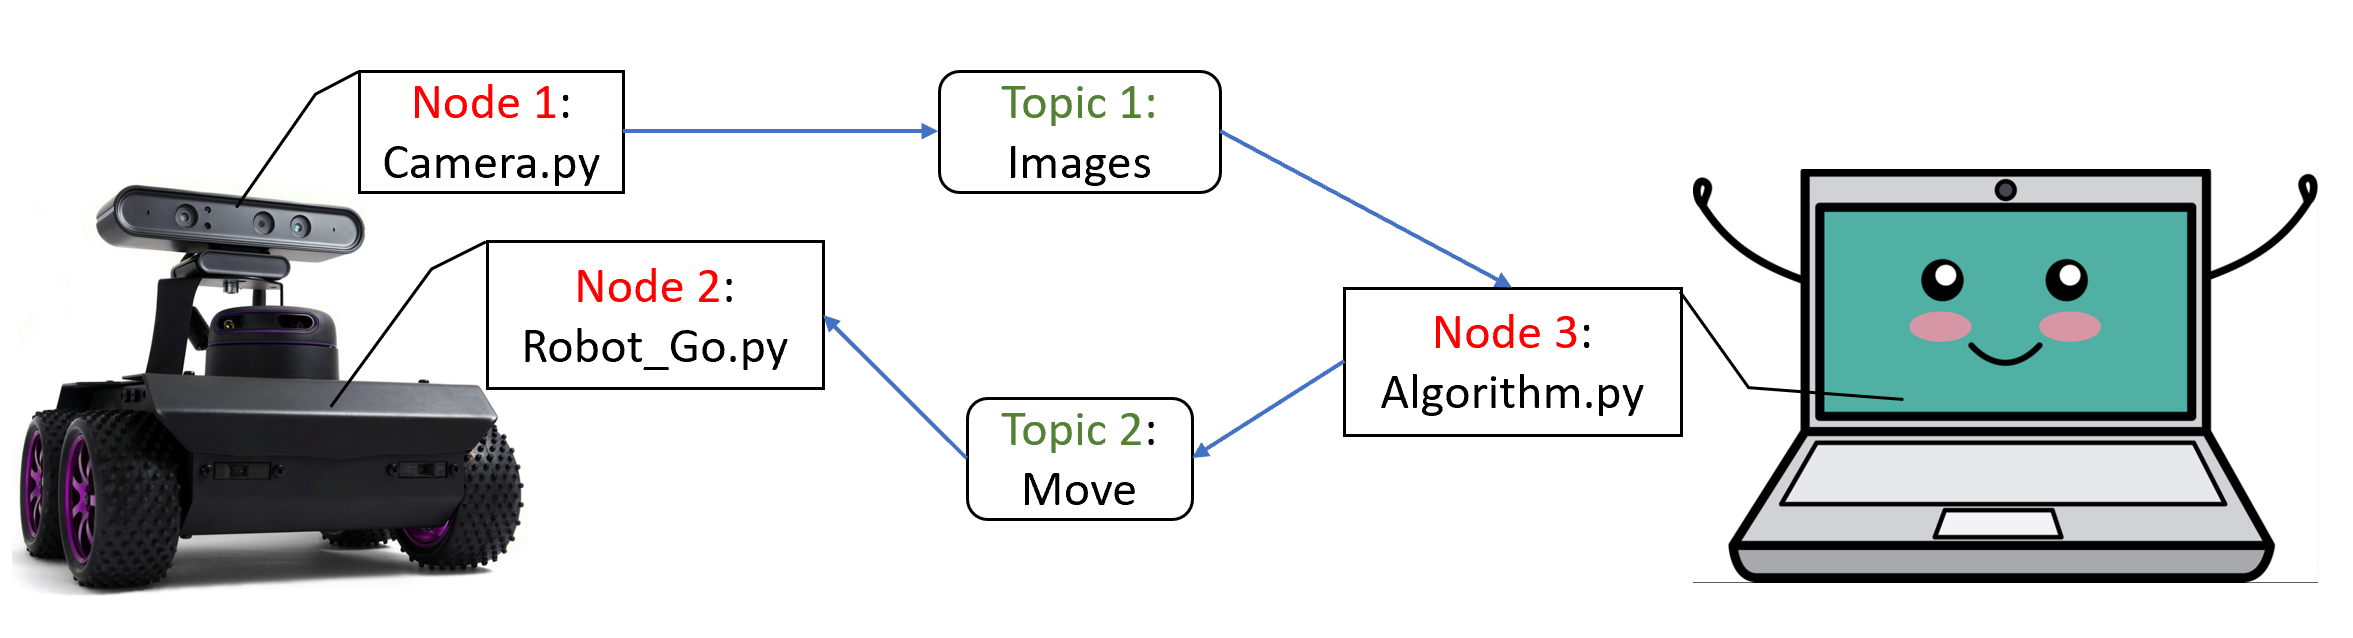 Node 1:
Camera.py
Topic 1:
Images
Node 2:
Robot_Go.py
Node 3:
Algorithm.py
Topic 2:
Move